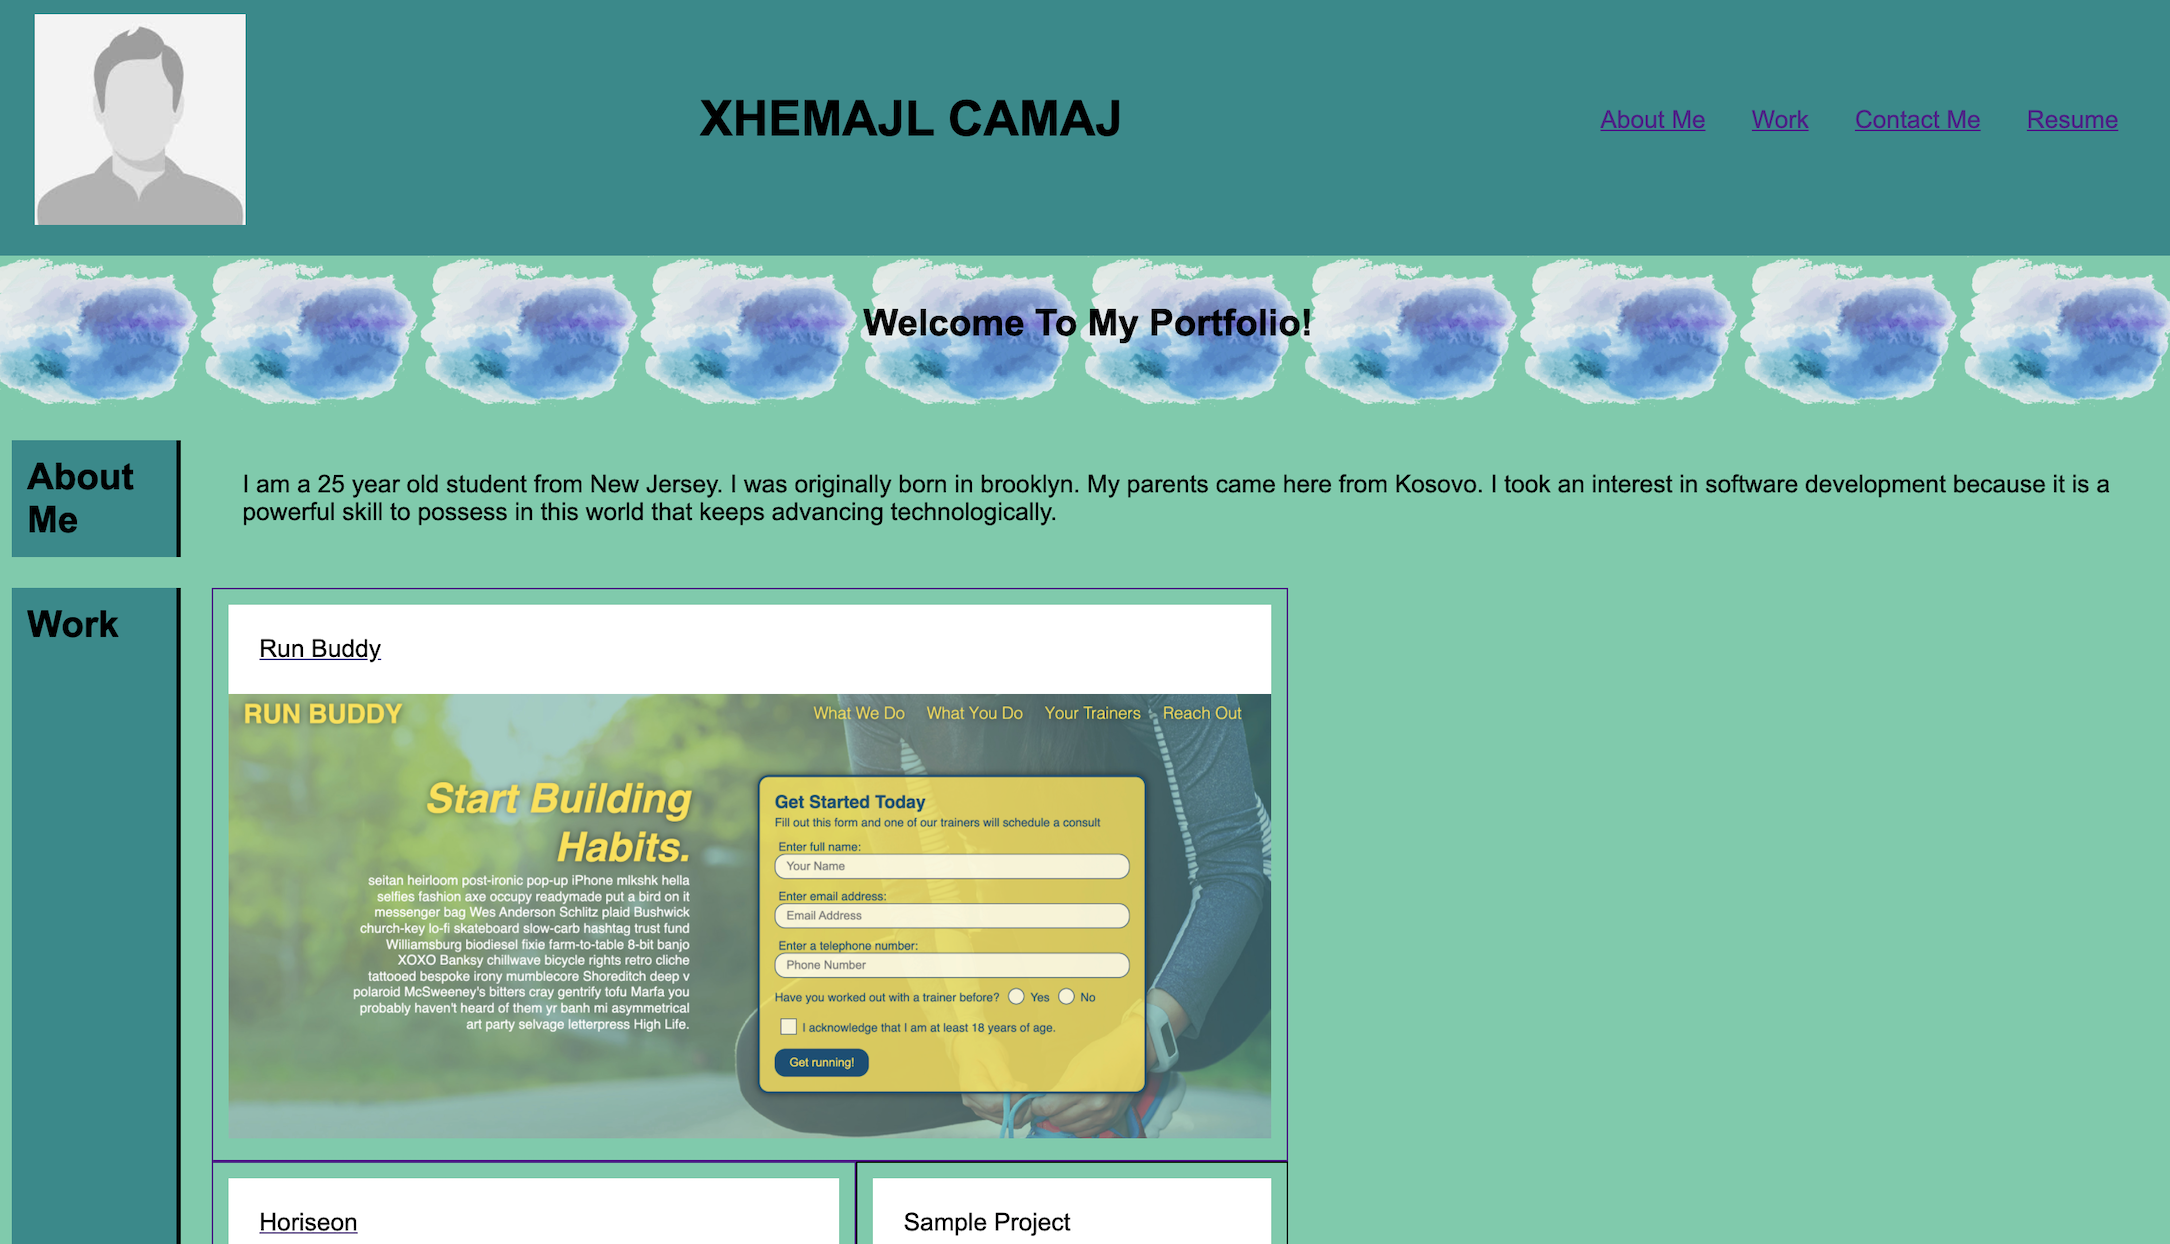 XHEMAJL CAMAJ
About Me Work Contact Me Resume
Welcome To My Portfolio!
About
Me
I am a 25 year old student from New Jersey. I was originally born in brooklyn. My parents came here from Kosovo. I took an interest in software development because it is a
powerful skill to possess in this world that keeps advancing technologically.
Work
Run Buddy
RUN BUDDY
What We Do What You Do Your Trainers Reach Out
Start Building
Habits.
seitan heirloom post-ironic pop-up iPhone mlkshk hella
selfies fashion axe occupy readymade put a bird on it
messenger bag Wes Anderson Schlitz plaid Bushwick
church-key lo-fi skateboard slow-carb hashtag trust fund
Williamsburg biodiesel fixie farm-to-table 8-bit banjo
XOXO Banksy chillwave bicycle rights retro cliche
tattooed bespoke irony mumblecore Shoreditch deep v
polaroid McSweeney's bitters cray gentrify tofu Marfa you
probably haven't heard of them yr banh mi asymmetrical
art party selvage letterpress High Life.
Get Started Today
Fill out this form and one of our trainers will schedule a consult
Enter full name:
Your Name
Enter email address:
Email Address
Enter a telephone number:
Phone Number
Have you worked out with a trainer before? Yes No
I acknowledge that I am at least 18 years of age.
Get running!
Horiseon
Sample Project